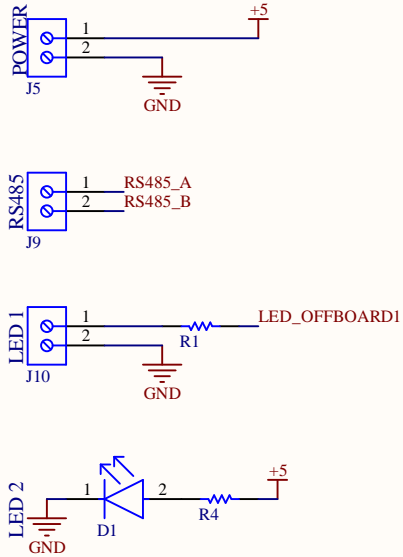 +5
POWER
1
2
J5
GND
RS485
1
RS485_A
2
RS485_B
J9
LED 1
1
LED_OFFBOARD1
2
R1
J10
GND
LED 2
+5
1
2
D1
R4
GND